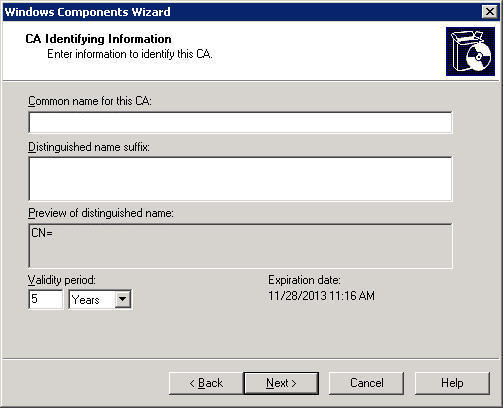 Windows Components Wizard
CA Identifying Information
Enter information to identify this CA.
Common name for this CA:
Distinguished name suffix:
Preview of distinguished name:
CN=
Validity period:
5 Years
Expiration date:
11/28/2013 11:16 AM
< Back Next > Cancel Help